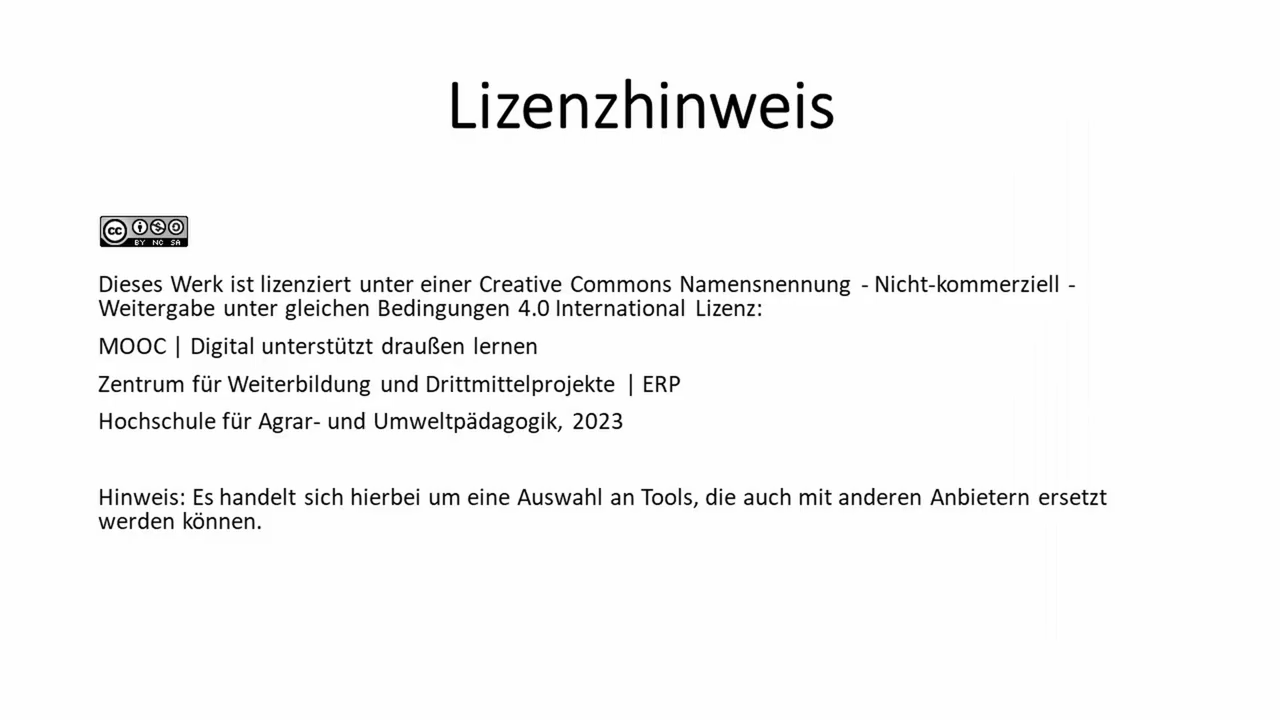 Lizenzhinweis
cc
BY NC SA
Dieses Werk ist lizenziert unter einer Creative Commons Namensnennung - Nicht-kommerziell -
Weitergabe unter gleichen Bedingungen 4.0 International Lizenz:
MOOC | Digital unterstützt draußen lernen
Zentrum für Weiterbildung und Drittmittelprojekte | ERP
Hochschule für Agrar- und Umweltpädagogik, 2023
Hinweis: Es handelt sich hierbei um eine Auswahl an Tools, die auch mit anderen Anbietern ersetzt
werden können.